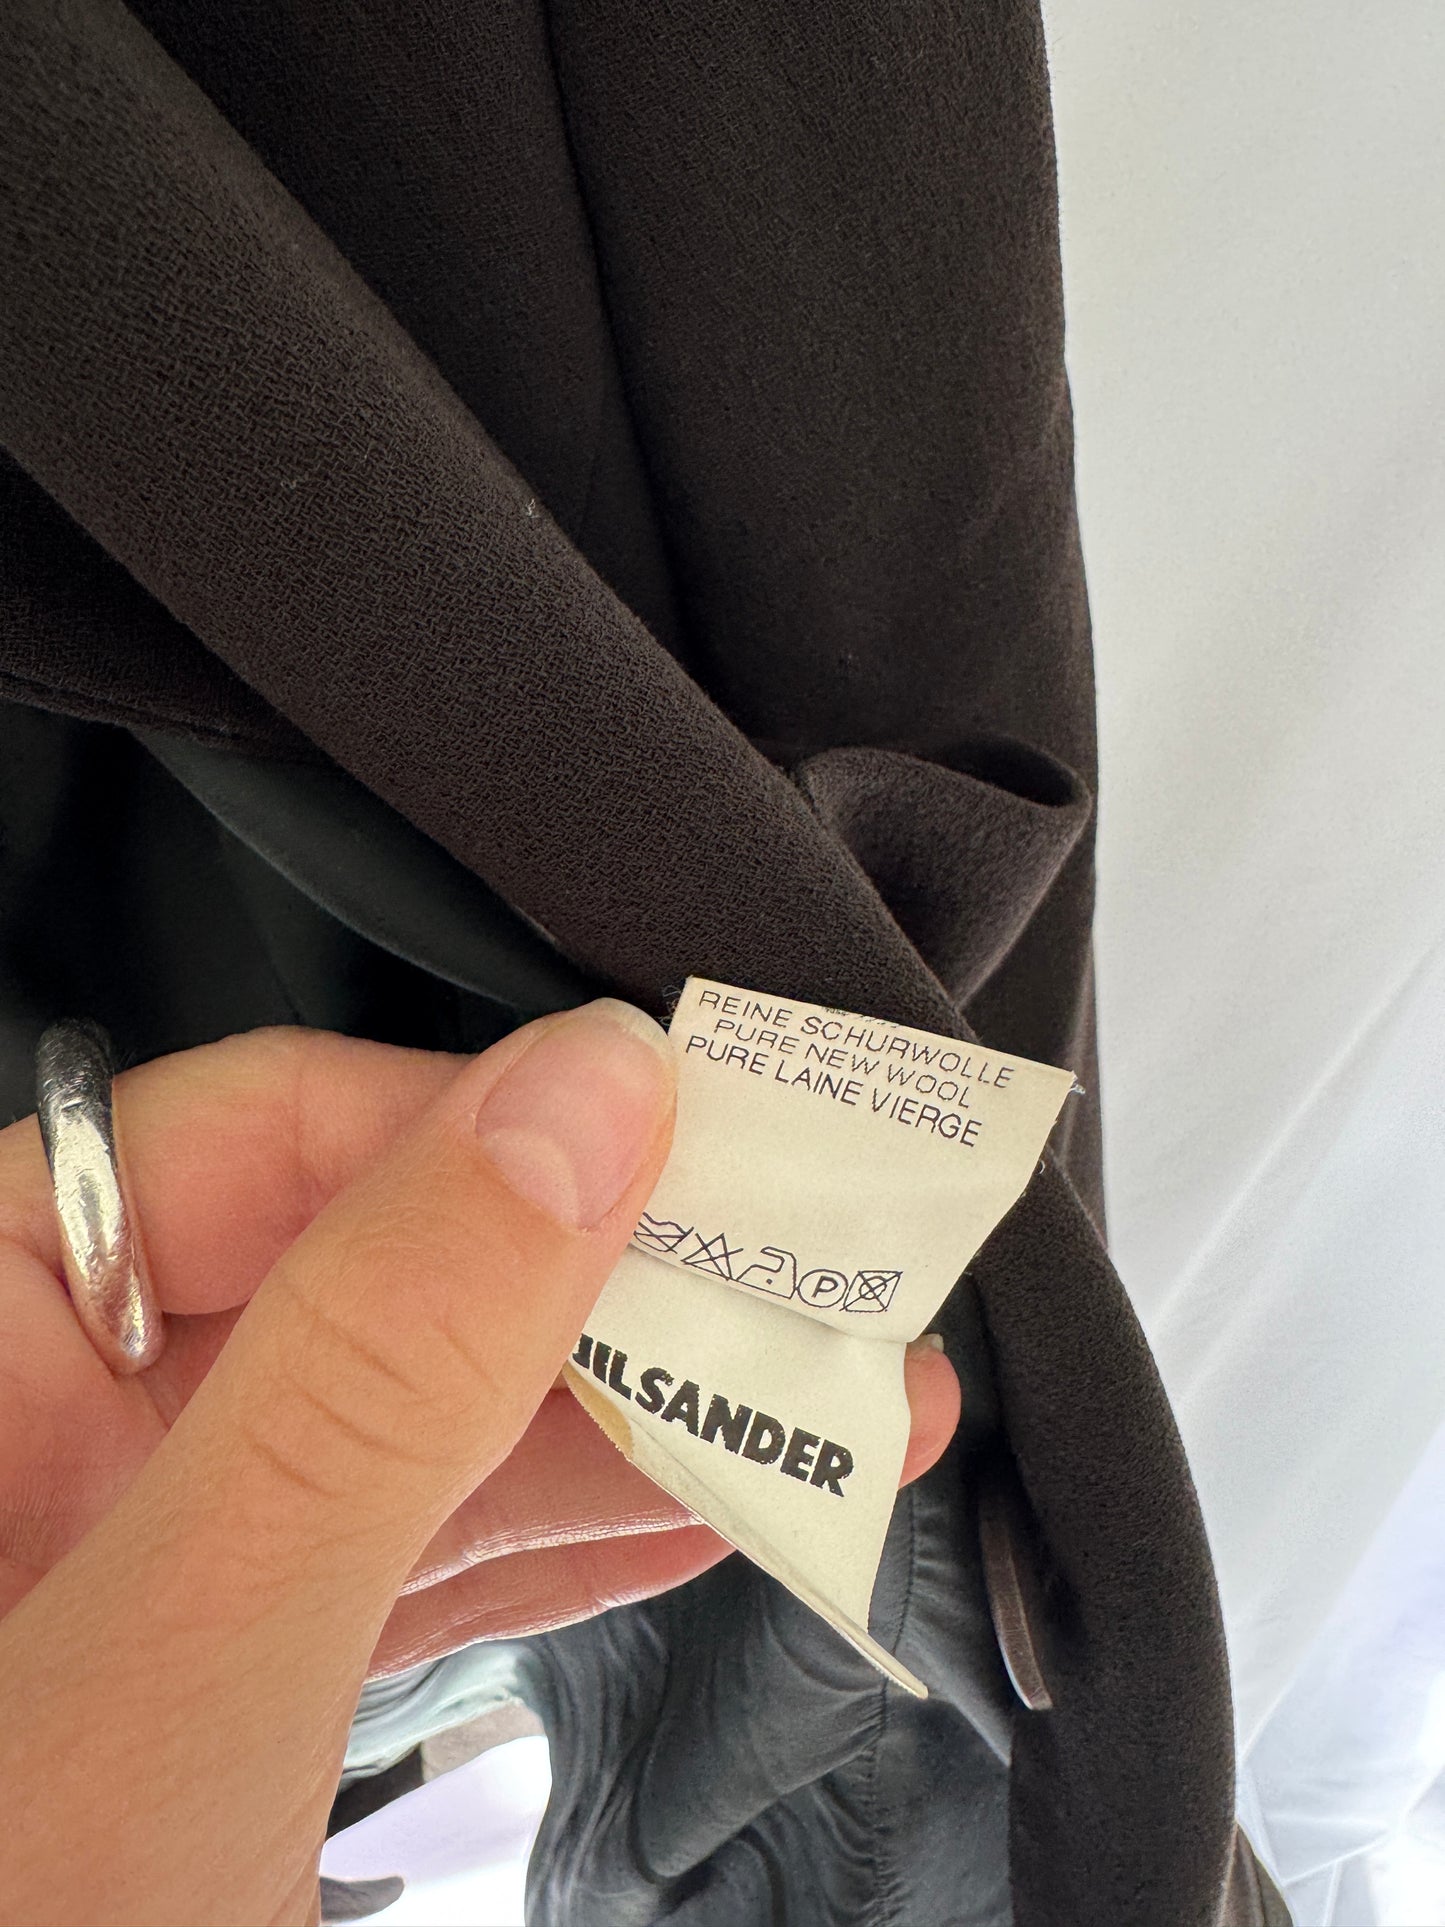 REINE SCHURWOLLE
PURE NEW WOOL
PURE LAINE VIERGE
P
JIL SANDER